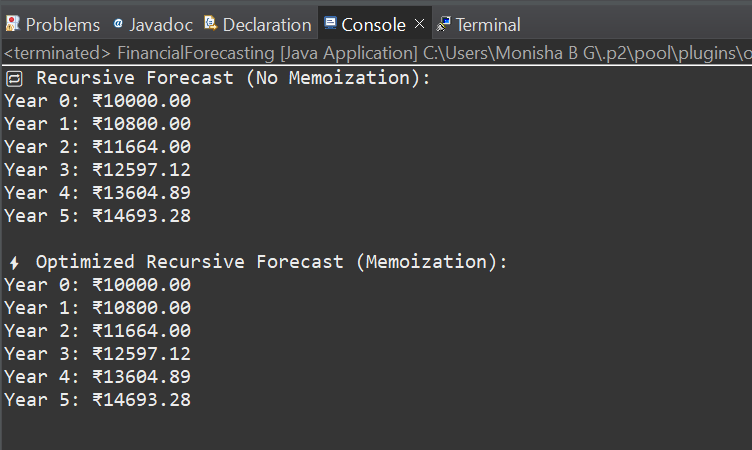 Problems @ Javadoc Declaration Console × Terminal
<terminated> FinancialForecasting [Java Application] C:\Users\Monisha B G\.p2\pool\plugins\o
🔁 Recursive Forecast (No Memoization):
Year 0: ₹10000.00
Year 1: ₹10800.00
Year 2: ₹11664.00
Year 3: ₹12597.12
Year 4: ₹13604.89
Year 5: ₹14693.28
⚡ Optimized Recursive Forecast (Memoization):
Year 0: ₹10000.00
Year 1: ₹10800.00
Year 2: ₹11664.00
Year 3: ₹12597.12
Year 4: ₹13604.89
Year 5: ₹14693.28